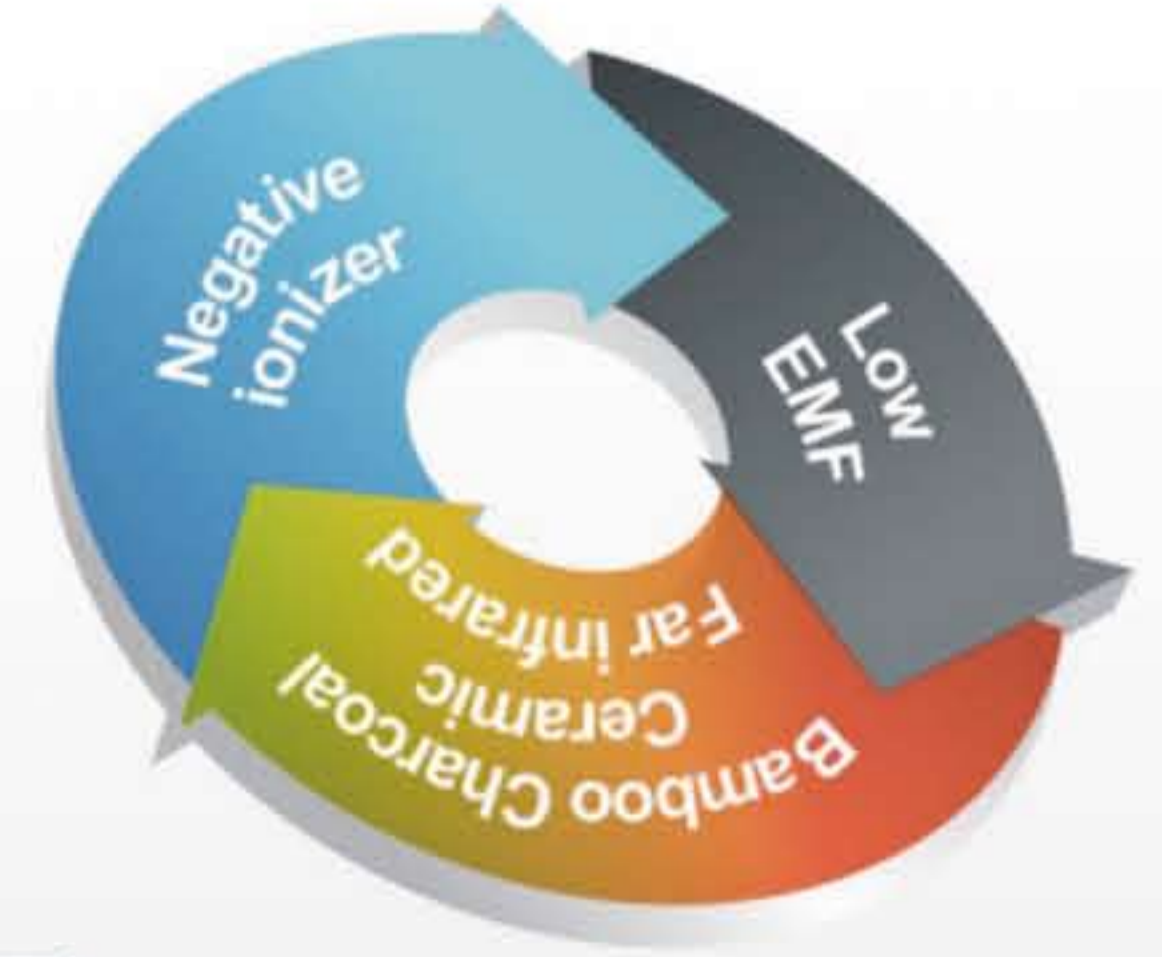 Negative
ionizer
Low
EMF
Bamboo Charcoal
Ceramic
Far infrared